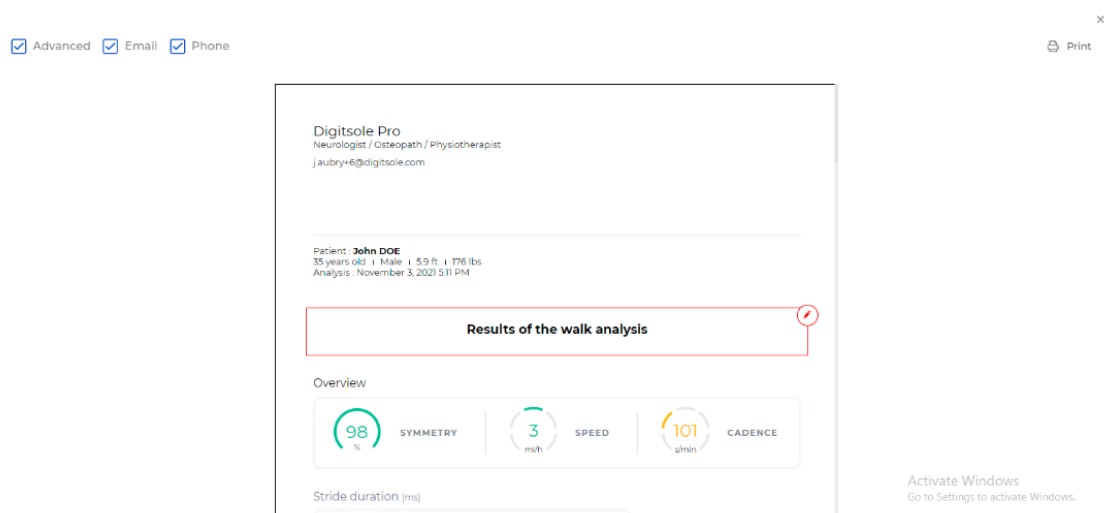 ×
Advanced Email Phone
Print
Digitsole Pro
Neurologist / Osteopath / Physiotherapist
j.aubry+6@digitsole.com
Patient : John DOE
35 years old | Male | 5.9 ft | 176 lbs
Analysis : November 3, 2021 5:11 PM
Results of the walk analysis
Overview
98 % SYMMETRY
3 mi/h SPEED
101 s/min CADENCE
Stride duration (ms)
Activate Windows
Go to Settings to activate Windows.